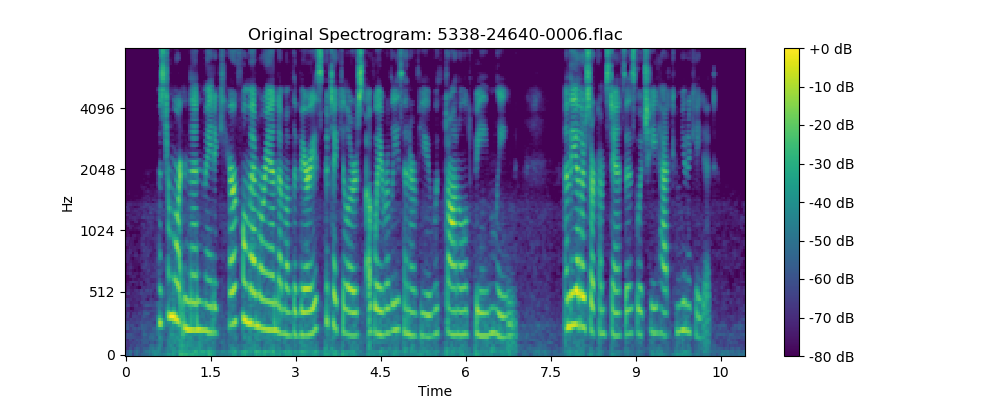 Original Spectrogram: 5338-24640-0006.flac
Hz
4096
2048
1024
512
0
0 1.5 3 4.5 6 7.5 9 10
Time
+0 dB
-10 dB
-20 dB
-30 dB
-40 dB
-50 dB
-60 dB
-70 dB
-80 dB